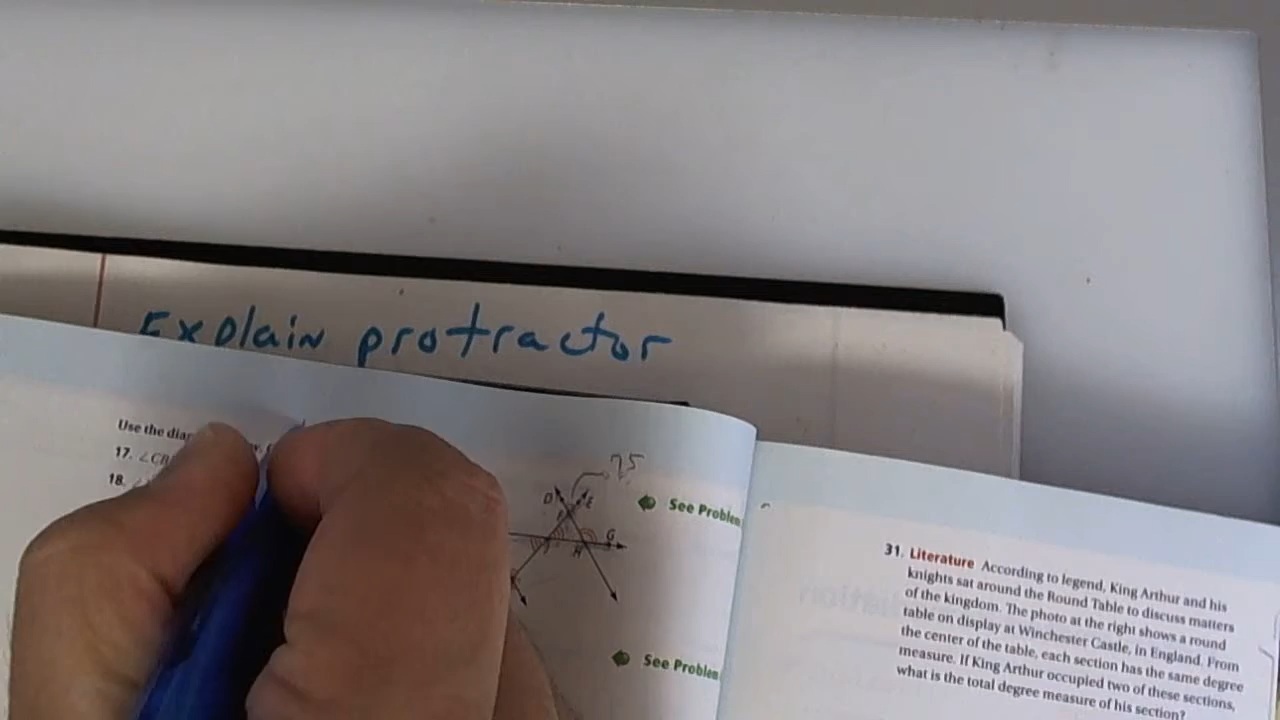 Explain protractor
Use the
17. ∠CB
18.
75
D
E
G
H
See Problem
See Problem
31. Literature According to legend, King Arthur and his
knights sat around the Round Table to discuss matters
of the kingdom. The photo at the right shows a round
table on display at Winchester Castle, in England. From
the center of the table, each section has the same degree
measure. If King Arthur occupied two of these sections,
what is the total degree measure of his section?